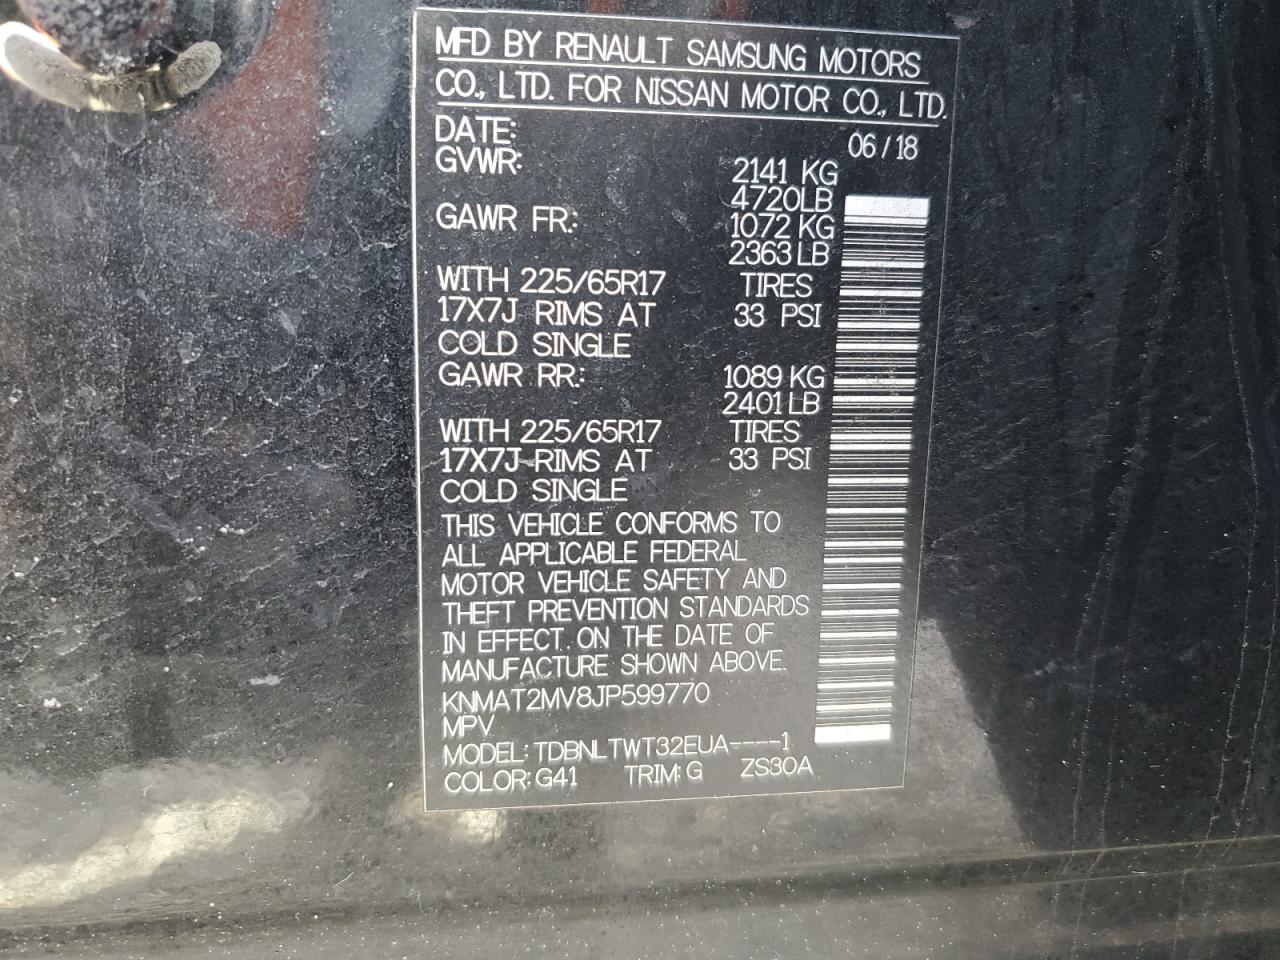 MFD BY RENAULT SAMSUNG MOTORS
CO., LTD. FOR NISSAN MOTOR CO., LTD.
DATE: 06 / 18
GVWR: 2141 KG
4720LB
GAWR FR.: 1072 KG
2363 LB
WITH 225/65R17 TIRES
17X7J RIMS AT 33 PSI
COLD SINGLE
GAWR RR.: 1089 KG
2401 LB
WITH 225/65R17 TIRES
17X7J RIMS AT 33 PSI
COLD SINGLE
THIS VEHICLE CONFORMS TO
ALL APPLICABLE FEDERAL
MOTOR VEHICLE SAFETY AND
THEFT PREVENTION STANDARDS
IN EFFECT ON THE DATE OF
MANUFACTURE SHOWN ABOVE.
KNMAT2MV8JP599770
MPV
MODEL: TDBNLTWT32EUA----1
COLOR: G41 TRIM: G ZS30A